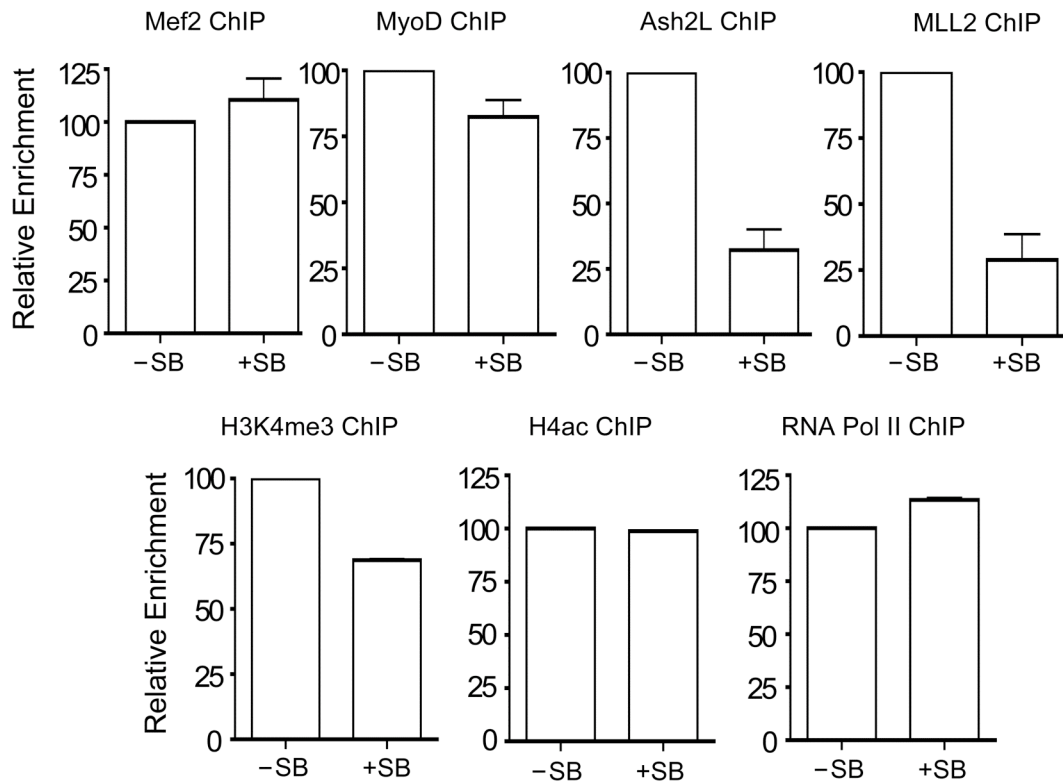 Mef2 ChIP
MyoD ChIP
Ash2L ChIP
MLL2 ChIP
Relative Enrichment
125
100
75
50
25
0
−SB
+SB
100
75
50
25
0
−SB
+SB
100
75
50
25
0
−SB
+SB
100
75
50
25
0
−SB
+SB
H3K4me3 ChIP
H4ac ChIP
RNA Pol II ChIP
Relative Enrichment
100
75
50
25
0
−SB
+SB
125
100
75
50
25
0
−SB
+SB
125
100
75
50
25
0
−SB
+SB